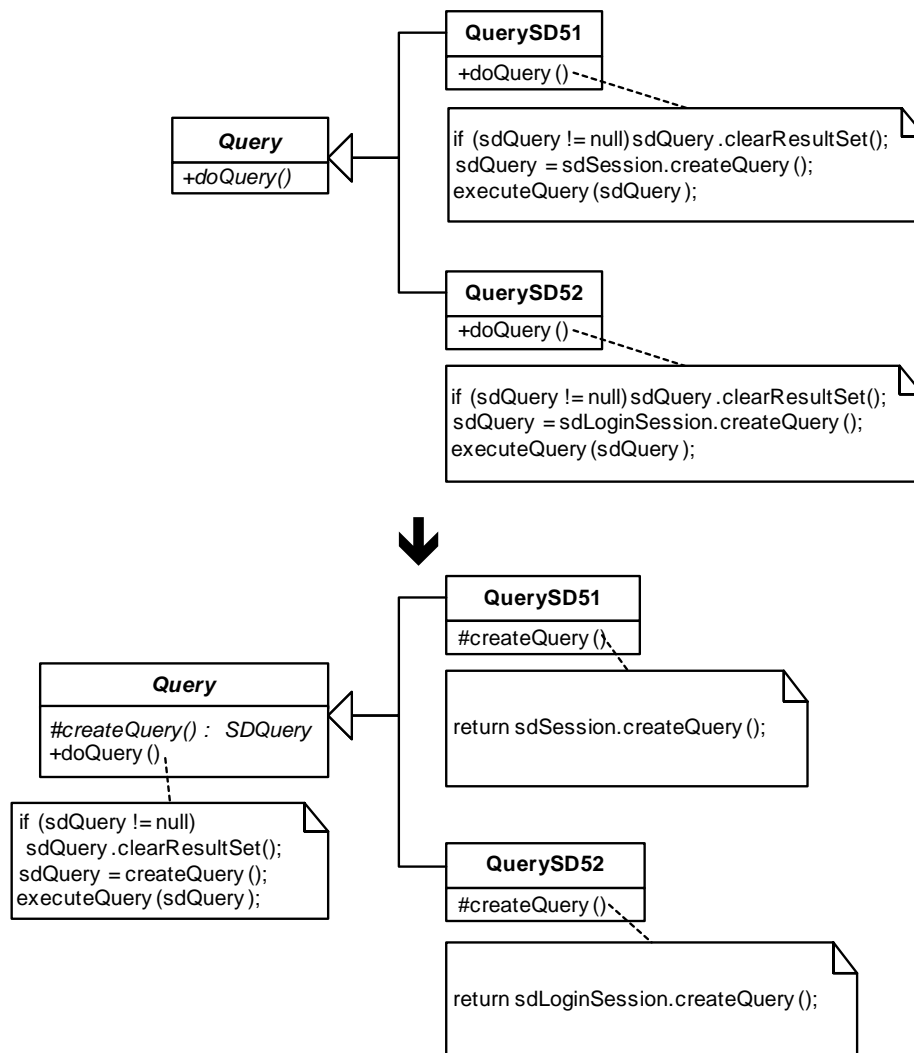 QuerySD51
+doQuery()
if (sdQuery != null)sdQuery.clearResultSet();
sdQuery = sdSession.createQuery();
executeQuery(sdQuery);
Query
+doQuery()
QuerySD52
+doQuery()
if (sdQuery != null)sdQuery.clearResultSet();
sdQuery = sdLoginSession.createQuery();
executeQuery(sdQuery);
QuerySD51
#createQuery()
return sdSession.createQuery();
Query
#createQuery() : SDQuery
+doQuery()
if (sdQuery != null)
sdQuery.clearResultSet();
sdQuery = createQuery();
executeQuery(sdQuery);
QuerySD52
#createQuery()
return sdLoginSession.createQuery();